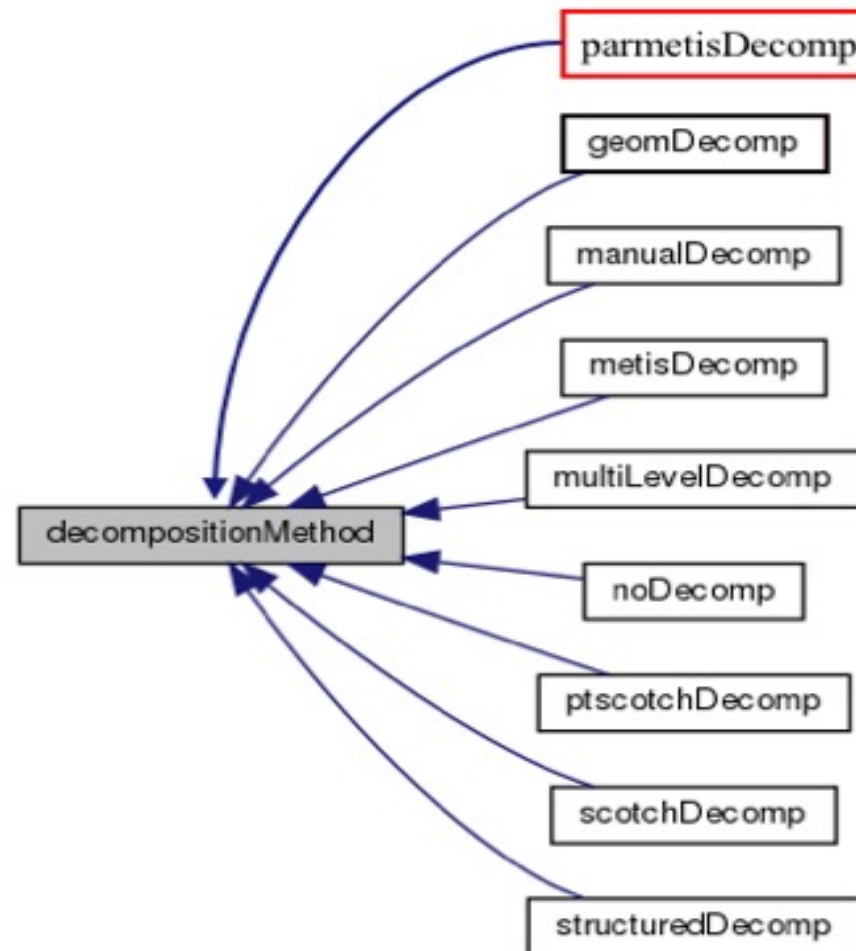 parmetisDecomp
geomDecomp
manualDecomp
metisDecomp
multiLevelDecomp
decompositionMethod
noDecomp
ptscotchDecomp
scotchDecomp
structuredDecomp